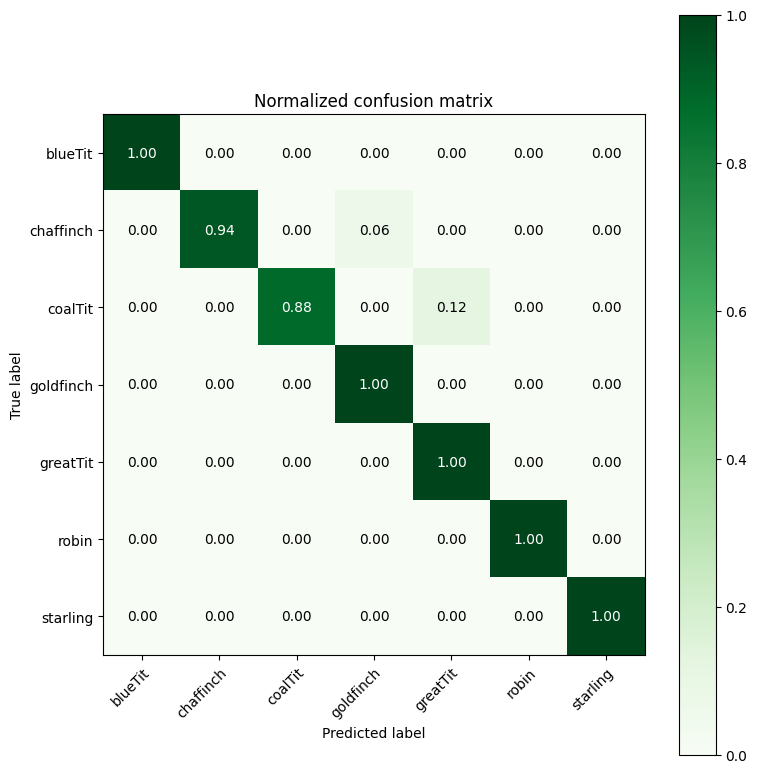 Normalized confusion matrix
1.0
0.8
0.6
0.4
0.2
0.0
True label
blueTit 1.00 0.00 0.00 0.00 0.00 0.00 0.00
chaffinch 0.00 0.94 0.00 0.06 0.00 0.00 0.00
coalTit 0.00 0.00 0.88 0.00 0.12 0.00 0.00
goldfinch 0.00 0.00 0.00 1.00 0.00 0.00 0.00
greatTit 0.00 0.00 0.00 0.00 1.00 0.00 0.00
robin 0.00 0.00 0.00 0.00 0.00 1.00 0.00
starling 0.00 0.00 0.00 0.00 0.00 0.00 1.00
blueTit chaffinch coalTit goldfinch greatTit robin starling
Predicted label